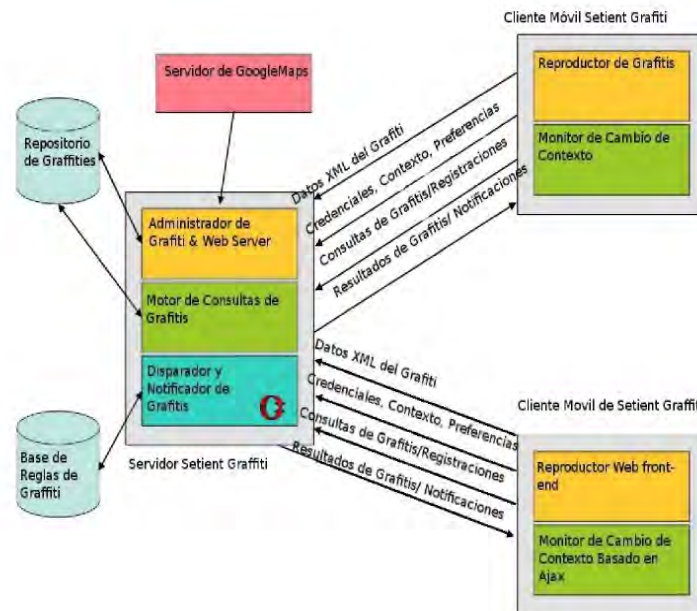 Cliente Móvil Setient Grafiti
Servidor de GoogleMaps
Reproductor de Grafitis
Monitor de Cambio de
Contexto
Repositorio
de Graffities
Datos XML del Grafiti
Credenciales, Contexto, Preferencias
Consultas de Grafitis/Registraciones
Resultados de Grafitis/ Notificaciones
Administrador de
Grafiti & Web Server
Motor de Consultas de
Grafitis
Disparador y
Notificador de
Grafitis
Base de
Reglas de
Graffiti
Servidor Setient Graffiti
Datos XML del Grafiti
Credenciales, Contexto, Preferencias
Consultas de Grafitis/Registraciones
Resultados de Grafitis/ Notificaciones
Cliente Movil de Setient Graffit
Reproductor Web front-
end
Monitor de Cambio de
Contexto Basado en
Ajax